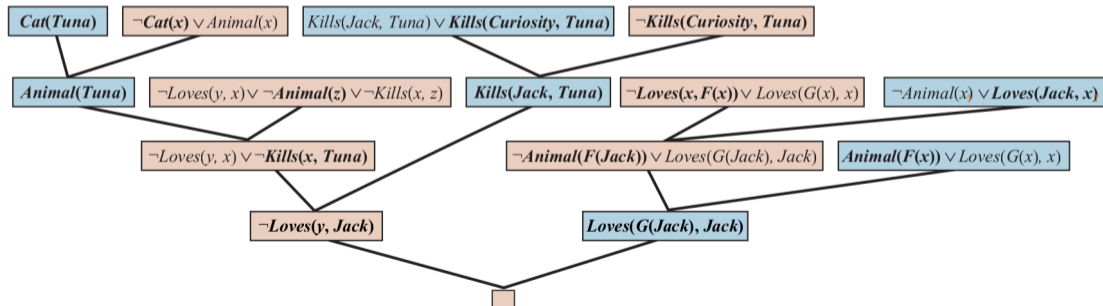 Cat(Tuna)
¬Cat(x) ∨ Animal(x)
Kills(Jack, Tuna) ∨ Kills(Curiosity, Tuna)
¬Kills(Curiosity, Tuna)
Animal(Tuna)
¬Loves(y, x) ∨ ¬Animal(z) ∨ ¬Kills(x, z)
Kills(Jack, Tuna)
¬Loves(x, F(x)) ∨ Loves(G(x), x)
¬Animal(x) ∨ Loves(Jack, x)
¬Loves(y, x) ∨ ¬Kills(x, Tuna)
¬Animal(F(Jack)) ∨ Loves(G(Jack), Jack)
Animal(F(x)) ∨ Loves(G(x), x)
¬Loves(y, Jack)
Loves(G(Jack), Jack)